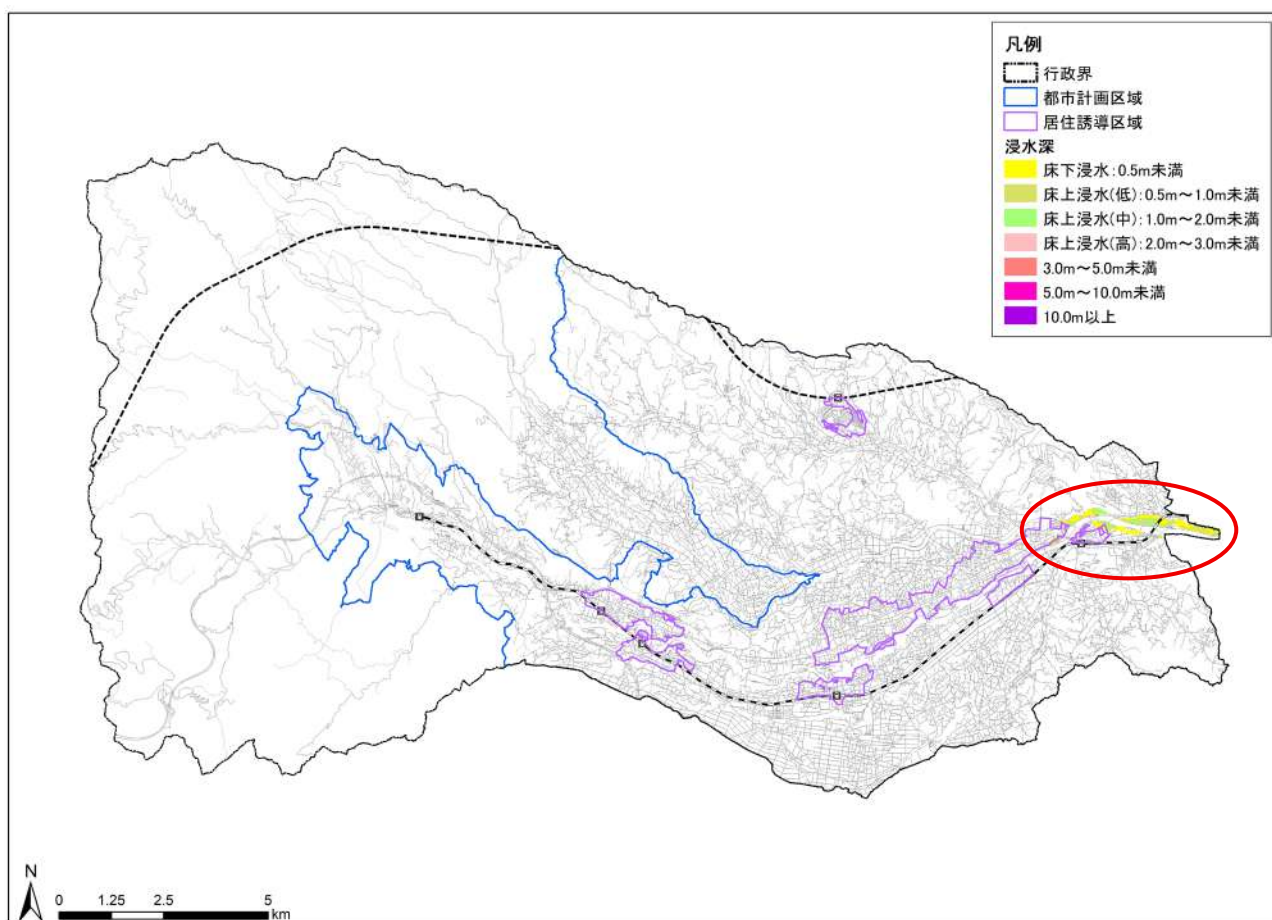 凡例
行政界
都市計画区域
居住誘導区域
浸水深
床下浸水:0.5m未満
床上浸水(低):0.5m～1.0m未満
床上浸水(中):1.0m～2.0m未満
床上浸水(高):2.0m～3.0m未満
3.0m～5.0m未満
5.0m～10.0m未満
10.0m以上
N
0 1.25 2.5 5
km